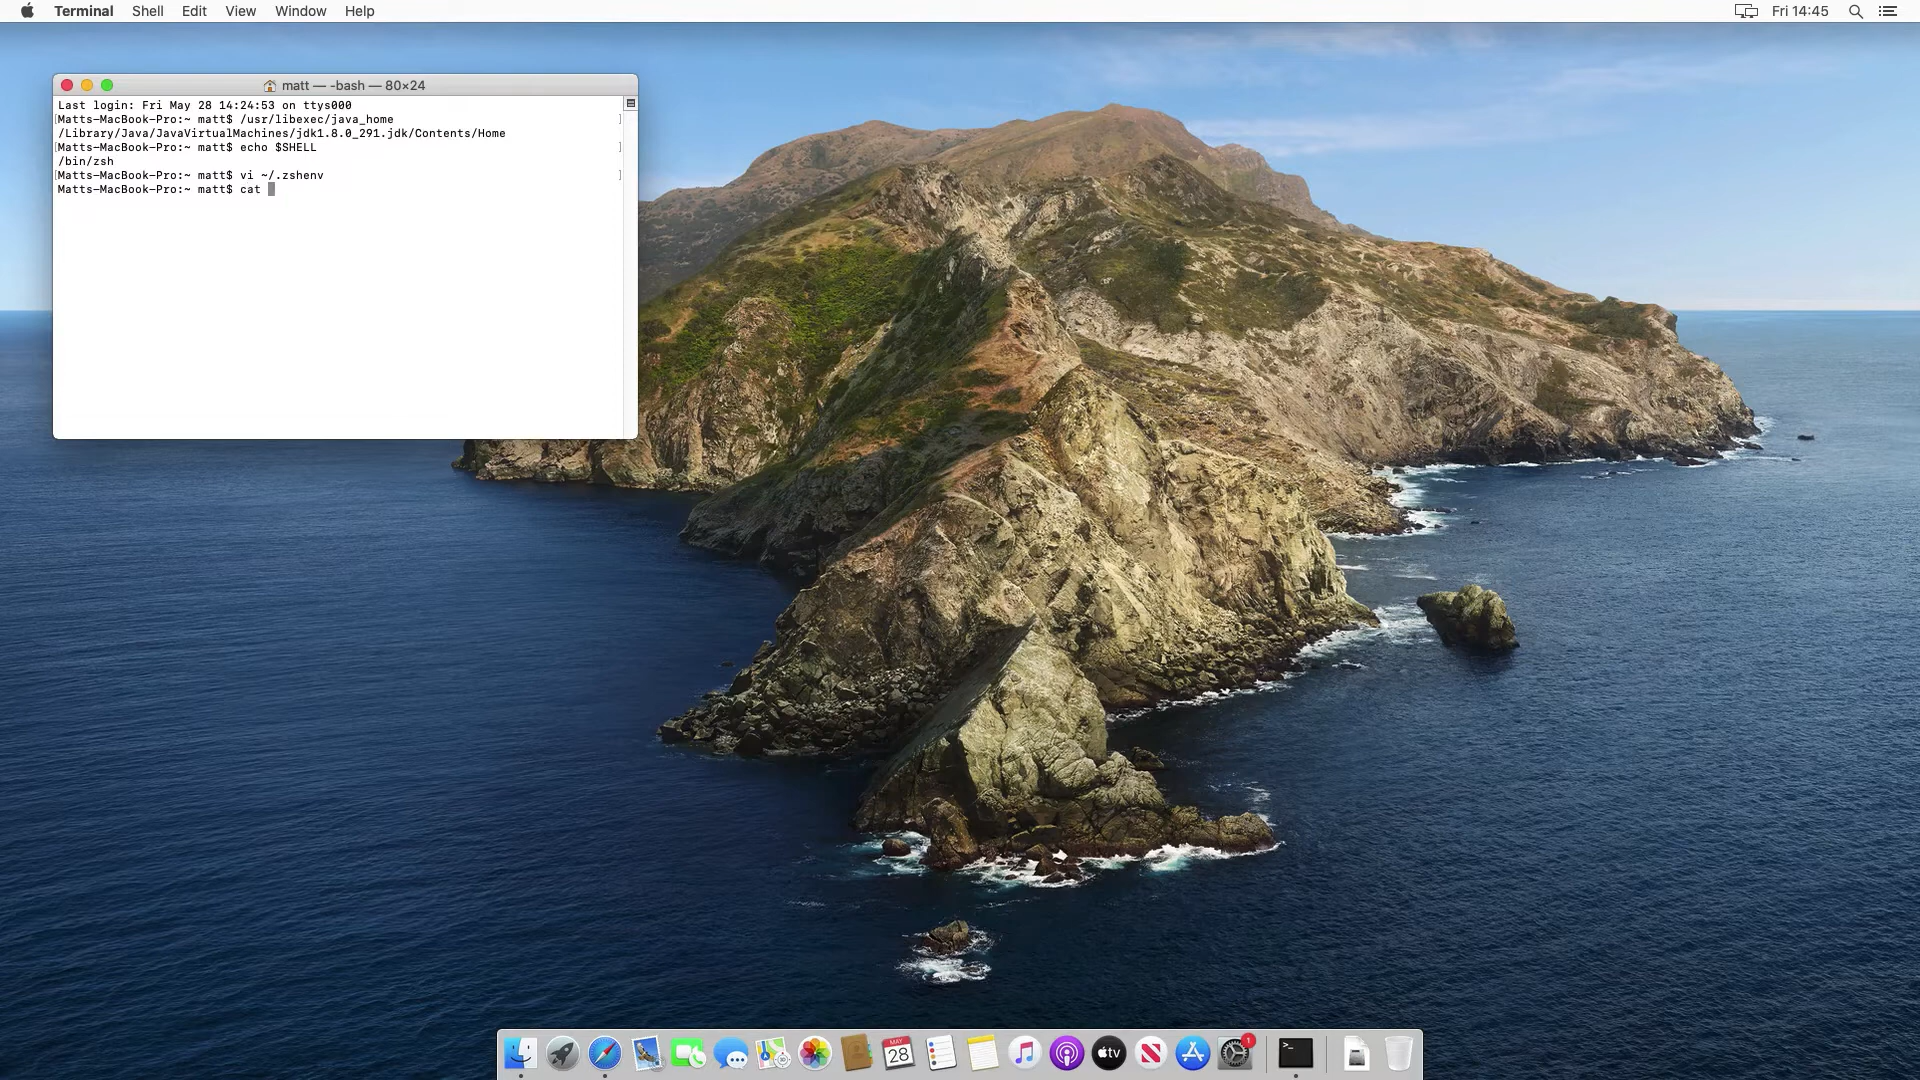 Terminal Shell Edit View Window Help Fri 14:45
matt — -bash — 80×24
Last login: Fri May 28 14:24:53 on ttys000
[Matts-MacBook-Pro:~ matt$ /usr/libexec/java_home ]
/Library/Java/JavaVirtualMachines/jdk1.8.0_291.jdk/Contents/Home
[Matts-MacBook-Pro:~ matt$ echo $SHELL ]
/bin/zsh
[Matts-MacBook-Pro:~ matt$ vi ~/.zshenv ]
Matts-MacBook-Pro:~ matt$ cat
MAY
28
tv
1
>_